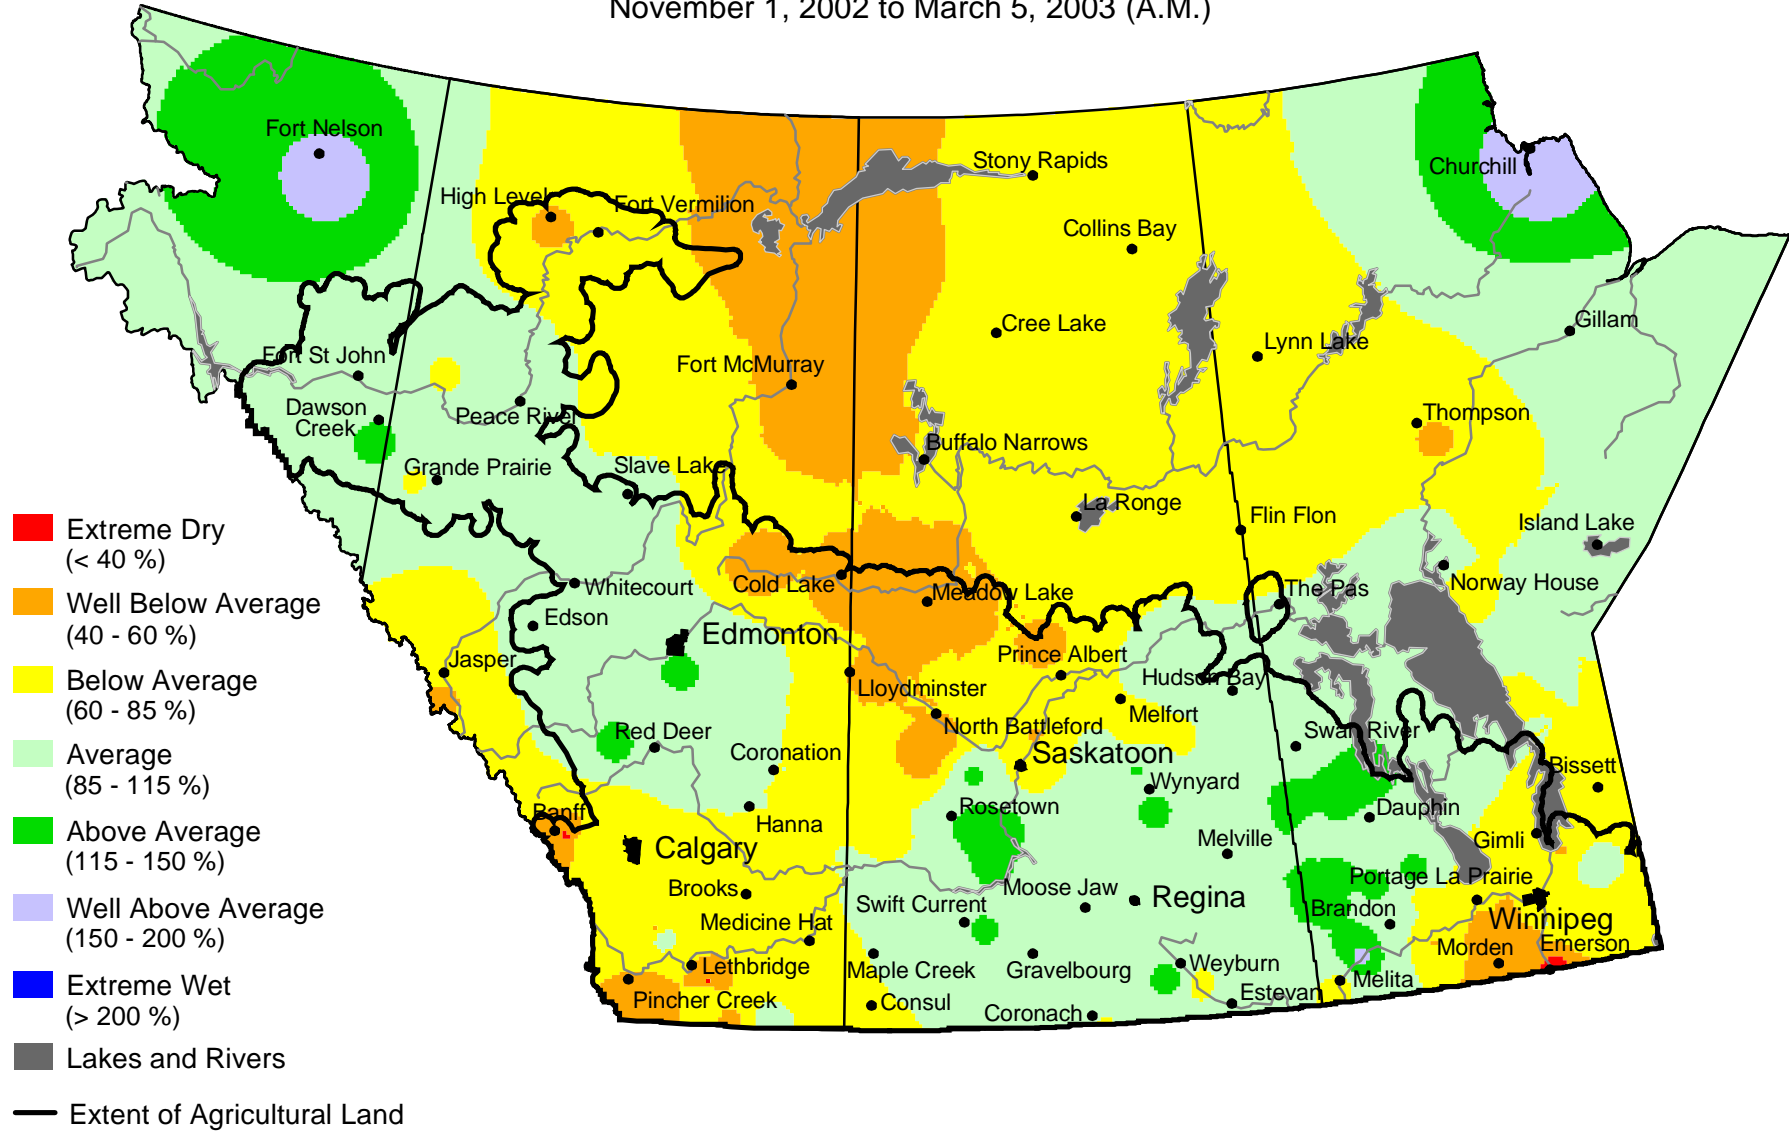 November 1, 2002 to March 5, 2003 (A.M.)
Fort Nelson
Churchill
Stony Rapids
High Level
Fort Vermilion
Collins Bay
Cree Lake
Gillam
Lynn Lake
Fort St John
Fort McMurray
Dawson
Creek
Peace River
Thompson
Buffalo Narrows
Grande Prairie
Slave Lake
La Ronge
Flin Flon
Island Lake
Whitecourt
Cold Lake
Meadow Lake
The Pas
Norway House
Edson
Edmonton
Jasper
Prince Albert
Hudson Bay
Lloydminster
Melfort
North Battleford
Red Deer
Coronation
Saskatoon
Swan River
Bissett
Wynyard
Banff
Hanna
Rosetown
Dauphin
Calgary
Melville
Gimli
Brooks
Moose Jaw
Regina
Portage La Prairie
Medicine Hat
Swift Current
Brandon
Winnipeg
Lethbridge
Maple Creek
Gravelbourg
Weyburn
Morden
Emerson
Pincher Creek
Consul
Coronach
Estevan
Melita
Extreme Dry
(< 40 %)
Well Below Average
(40 - 60 %)
Below Average
(60 - 85 %)
Average
(85 - 115 %)
Above Average
(115 - 150 %)
Well Above Average
(150 - 200 %)
Extreme Wet
(> 200 %)
Lakes and Rivers
Extent of Agricultural Land